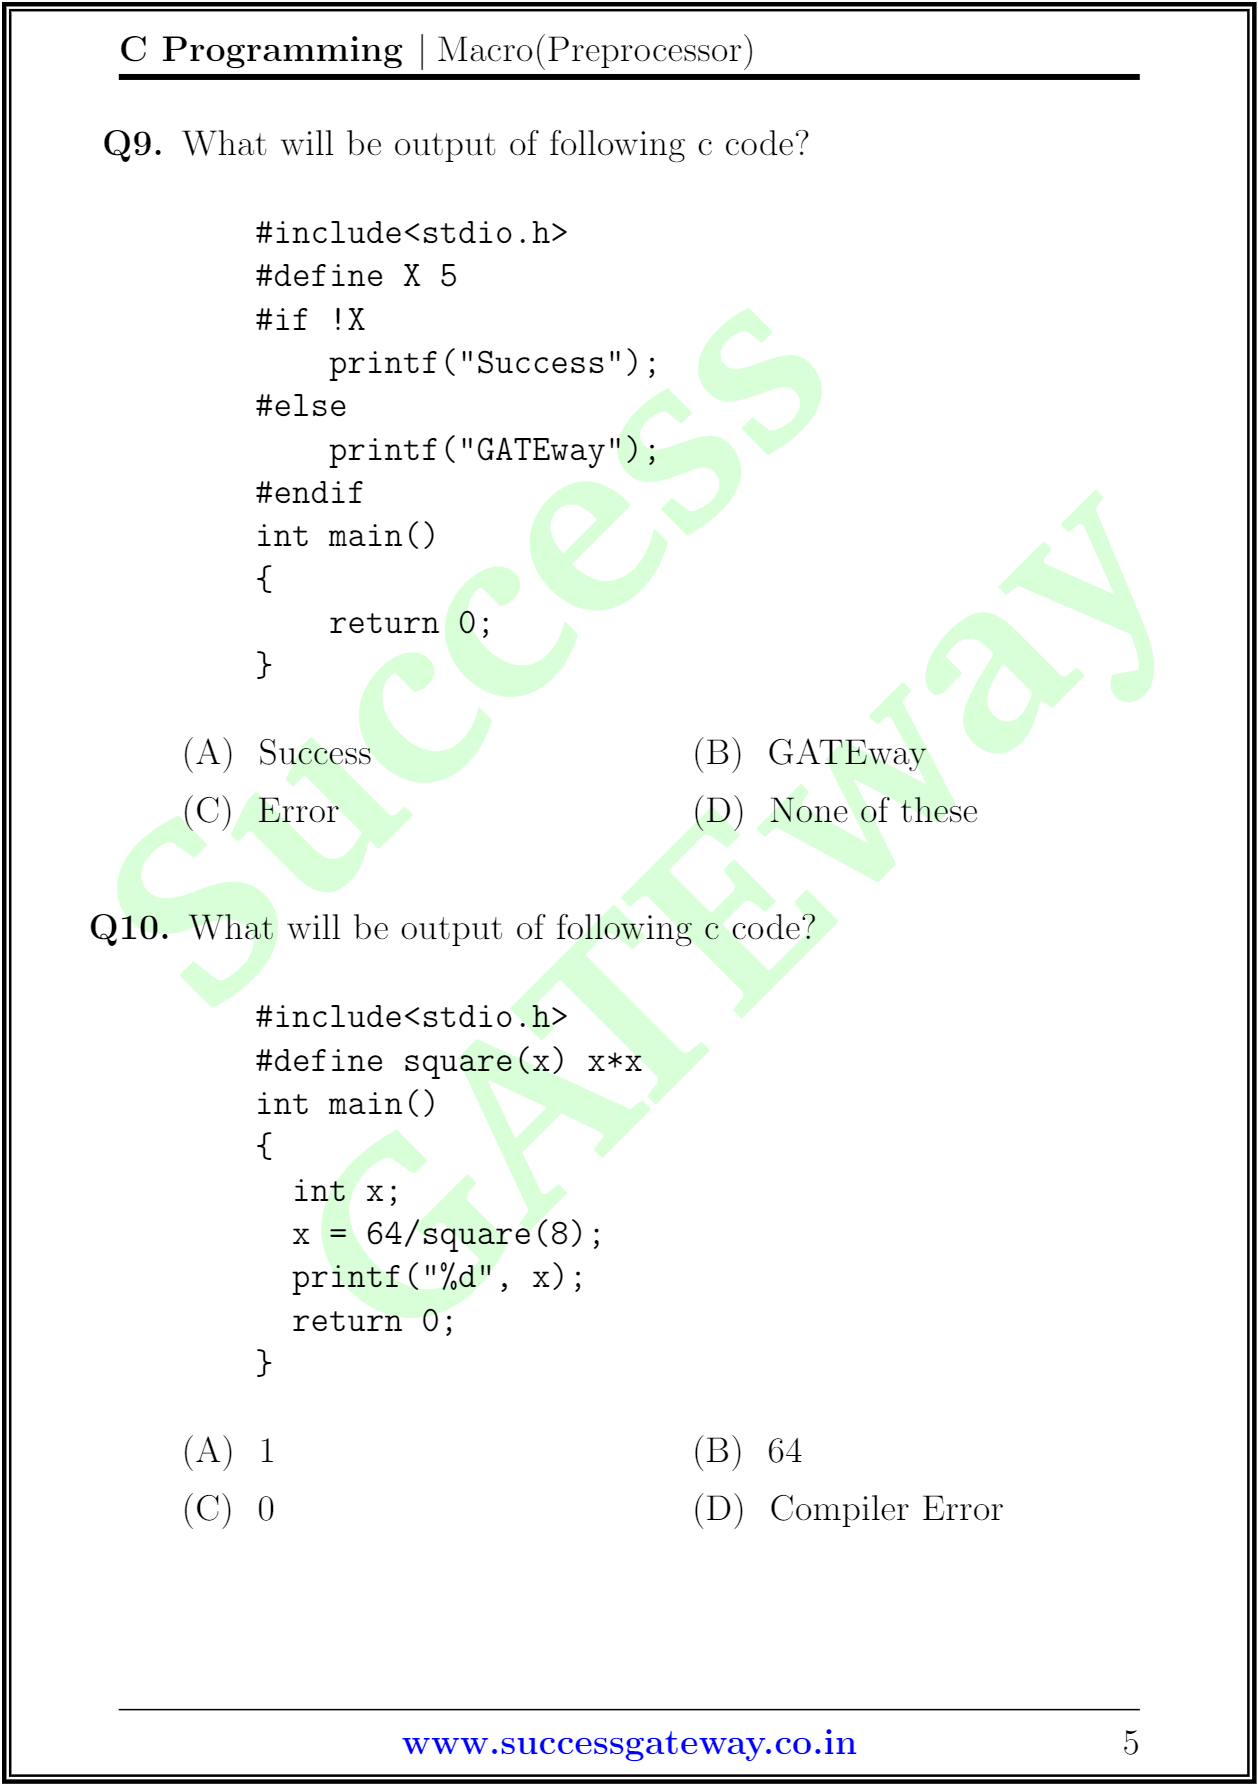 C Programming | Macro(Preprocessor)
Q9. What will be output of following c code?
#include<stdio.h>
#define X 5
#if !X
    printf("Success");
#else
    printf("GATEway");
#endif
int main()
{
    return 0;
}
(A) Success (B) GATEway
(C) Error (D) None of these
Q10. What will be output of following c code?
#include<stdio.h>
#define square(x) x*x
int main()
{
  int x;
  x = 64/square(8);
  printf("%d", x);
  return 0;
}
(A) 1 (B) 64
(C) 0 (D) Compiler Error
www.successgateway.co.in 5
Success
GATEway